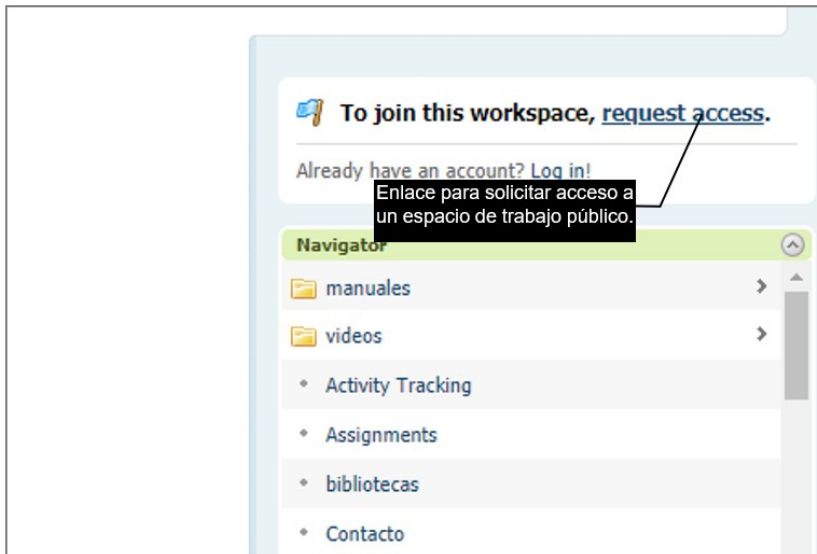 To join this workspace, request access.
Already have an account? Log in!
Enlace para solicitar acceso a
un espacio de trabajo público.
Navigator
manuales
videos
Activity Tracking
Assignments
bibliotecas
Contacto